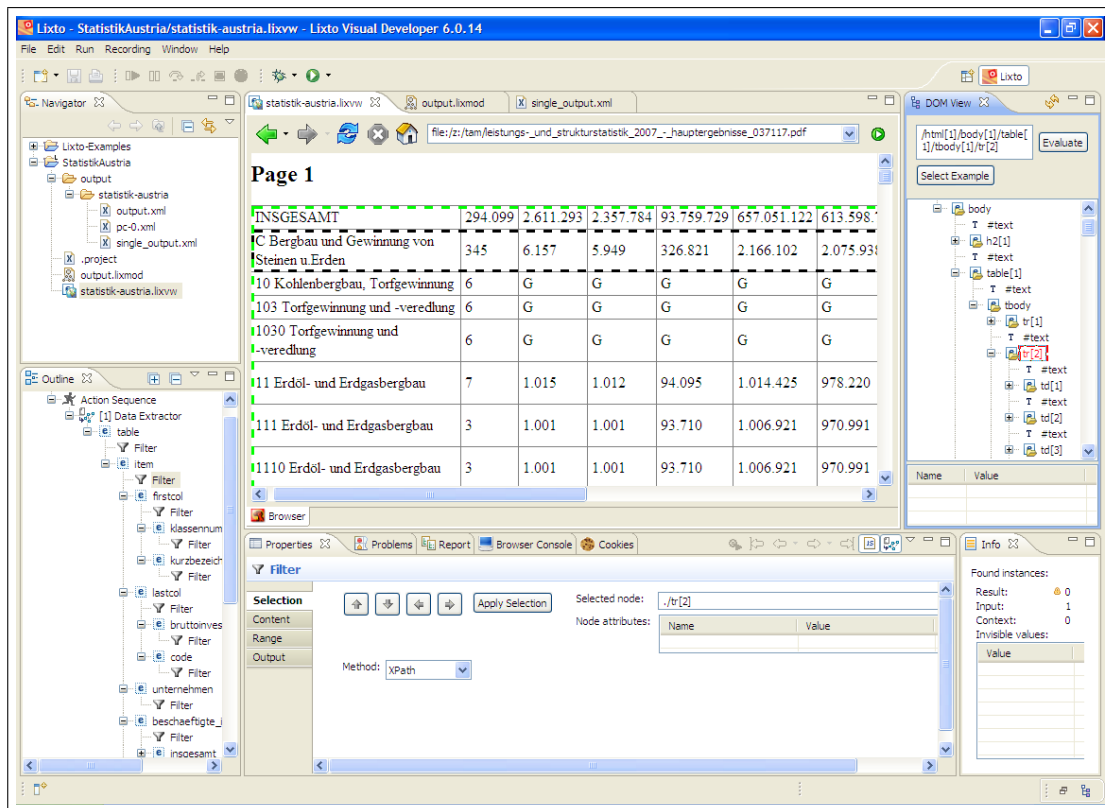 Lixto - StatistikAustria/statistik-austria.lixvw - Lixto Visual Developer 6.0.14
File Edit Run Recording Window Help
Lixto
Navigator
Lixto-Examples
StatistikAustria
output
statistik-austria
output.xml
pc-0.xml
single_output.xml
.project
output.lixmod
statistik-austria.lixvw
Outline
Action Sequence
[1] Data Extractor
table
Filter
item
Filter
firstcol
Filter
klassennum
Filter
kurzbezeich
Filter
lastcol
Filter
bruttoinves
Filter
code
Filter
unternehmen
Filter
beschaeftigte_i
Filter
insgesamt
statistik-austria.lixvw output.lixmod single_output.xml
file:/z:/tam/leistungs-_und_strukturstatistik_2007_-_hauptergebnisse_037117.pdf
Page 1
INSGESAMT 294.099 2.611.293 2.357.784 93.759.729 657.051.122 613.598.
C Bergbau und Gewinnung von
Steinen u.Erden 345 6.157 5.949 326.821 2.166.102 2.075.938
10 Kohlenbergbau, Torfgewinnung 6 G G G G G
103 Torfgewinnung und -veredlung 6 G G G G G
1030 Torfgewinnung und
-veredlung 6 G G G G G
11 Erdöl- und Erdgasbergbau 7 1.015 1.012 94.095 1.014.425 978.220
111 Erdöl- und Erdgasbergbau 3 1.001 1.001 93.710 1.006.921 970.991
1110 Erdöl- und Erdgasbergbau 3 1.001 1.001 93.710 1.006.921 970.991
Browser
DOM View
/html[1]/body[1]/table[
1]/tbody[1]/tr[2]
Evaluate
Select Example
body
T #text
h2[1]
T #text
table[1]
T #text
tbody
tr[1]
T #text
tr[2]
T #text
td[1]
T #text
td[2]
T #text
td[3]
Name Value
Properties Problems Report Browser Console Cookies
Filter
Selection
Content
Range
Output
Apply Selection
Selected node: ./tr[2]
Node attributes: Name Value
Method: XPath
Info
Found instances:
Result: 0
Input: 1
Context: 0
Invisible values:
Value